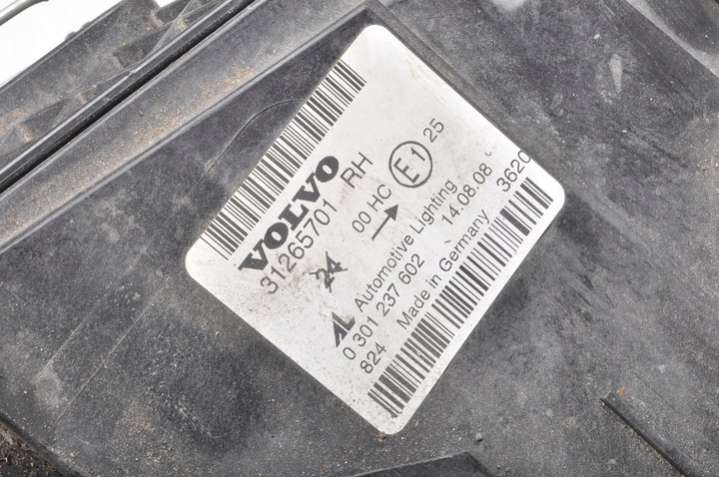 VOLVO
31265701 RH
24 00 HC E1 25
AL Automotive Lighting
0 301 237 602 14.08.08
824 Made in Germany 3620